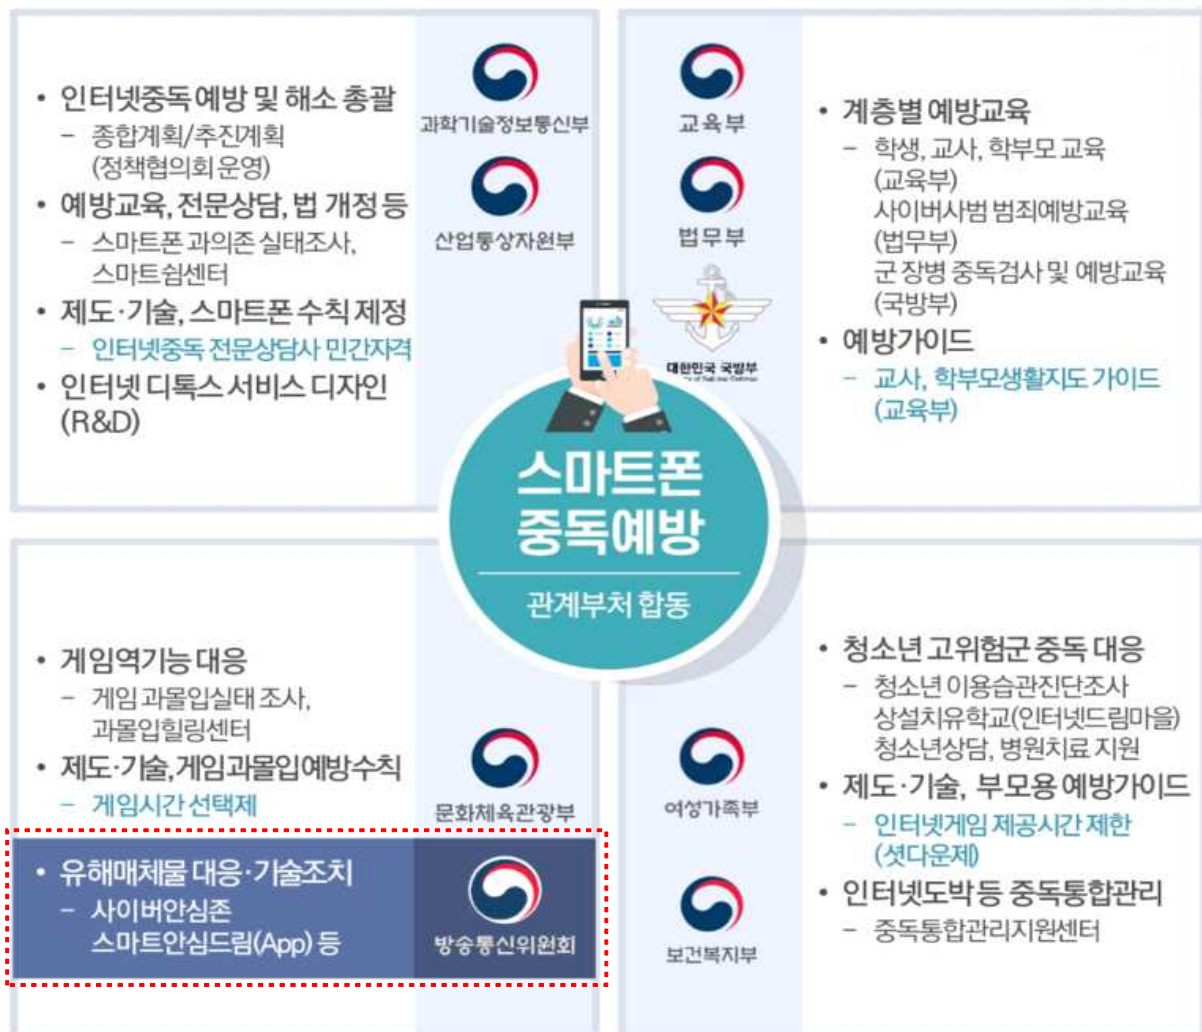 • 인터넷중독 예방 및 해소 총괄
– 종합계획/추진계획
(정책협의회 운영)
• 예방교육, 전문상담, 법 개정 등
– 스마트폰 과의존 실태조사,
스마트쉼센터
• 제도·기술, 스마트폰 수칙 제정
– 인터넷중독 전문상담사 민간자격
• 인터넷 디톡스 서비스 디자인
(R&D)
과학기술정보통신부
산업통상자원부
교육부
법무부
대한민국 국방부
• 계층별 예방교육
– 학생, 교사, 학부모 교육
(교육부)
사이버사범 범죄예방교육
(법무부)
군 장병 중독검사 및 예방교육
(국방부)
• 예방가이드
– 교사, 학부모생활지도 가이드
(교육부)
스마트폰
중독예방
관계부처 합동
• 게임역기능 대응
– 게임 과몰입실태 조사,
과몰입힐링센터
• 제도·기술, 게임과몰입예방수칙
– 게임시간 선택제
문화체육관광부
• 유해매체물 대응·기술조치
– 사이버안심존
스마트안심드림(App) 등
방송통신위원회
여성가족부
보건복지부
• 청소년 고위험군 중독 대응
– 청소년 이용습관진단조사
상설치유학교(인터넷드림마을)
청소년상담, 병원치료 지원
• 제도·기술, 부모용 예방가이드
– 인터넷게임 제공시간 제한
(셧다운제)
• 인터넷도박 등 중독통합관리
– 중독통합관리지원센터